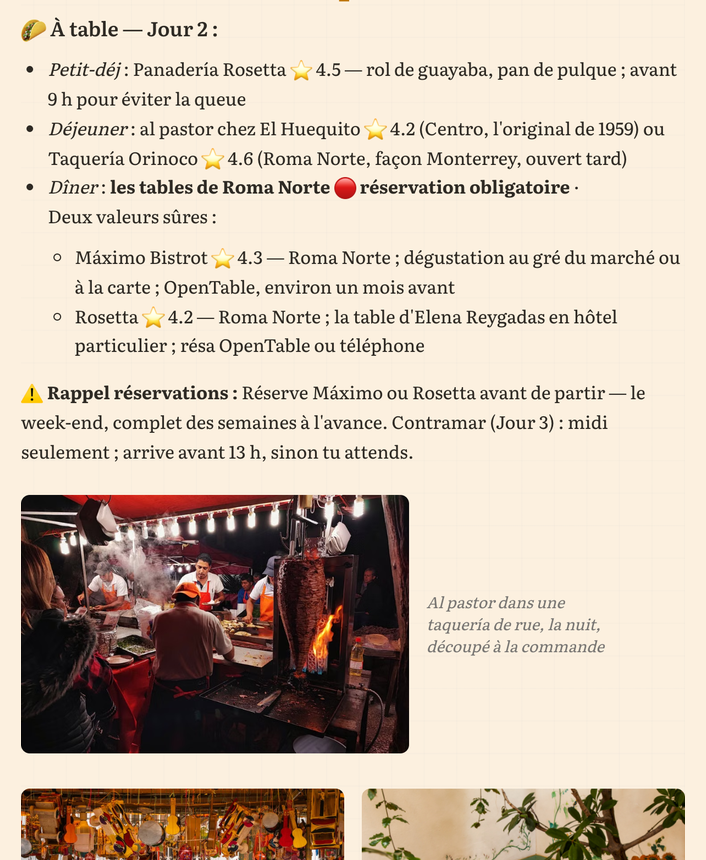 🌮 À table — Jour 2 :
• Petit-déj : Panadería Rosetta ⭐ 4.5 — rol de guayaba, pan de pulque ; avant
9 h pour éviter la queue
• Déjeuner : al pastor chez El Huequito ⭐ 4.2 (Centro, l'original de 1959) ou
Taquería Orinoco ⭐ 4.6 (Roma Norte, façon Monterrey, ouvert tard)
• Dîner : les tables de Roma Norte 🔴 réservation obligatoire ·
Deux valeurs sûres :
◦ Máximo Bistrot ⭐ 4.3 — Roma Norte ; dégustation au gré du marché ou
à la carte ; OpenTable, environ un mois avant
◦ Rosetta ⭐ 4.2 — Roma Norte ; la table d'Elena Reygadas en hôtel
particulier ; résa OpenTable ou téléphone
⚠️ Rappel réservations : Réserve Máximo ou Rosetta avant de partir — le
week-end, complet des semaines à l'avance. Contramar (Jour 3) : midi
seulement ; arrive avant 13 h, sinon tu attends.
Al pastor dans une
taquería de rue, la nuit,
découpé à la commande